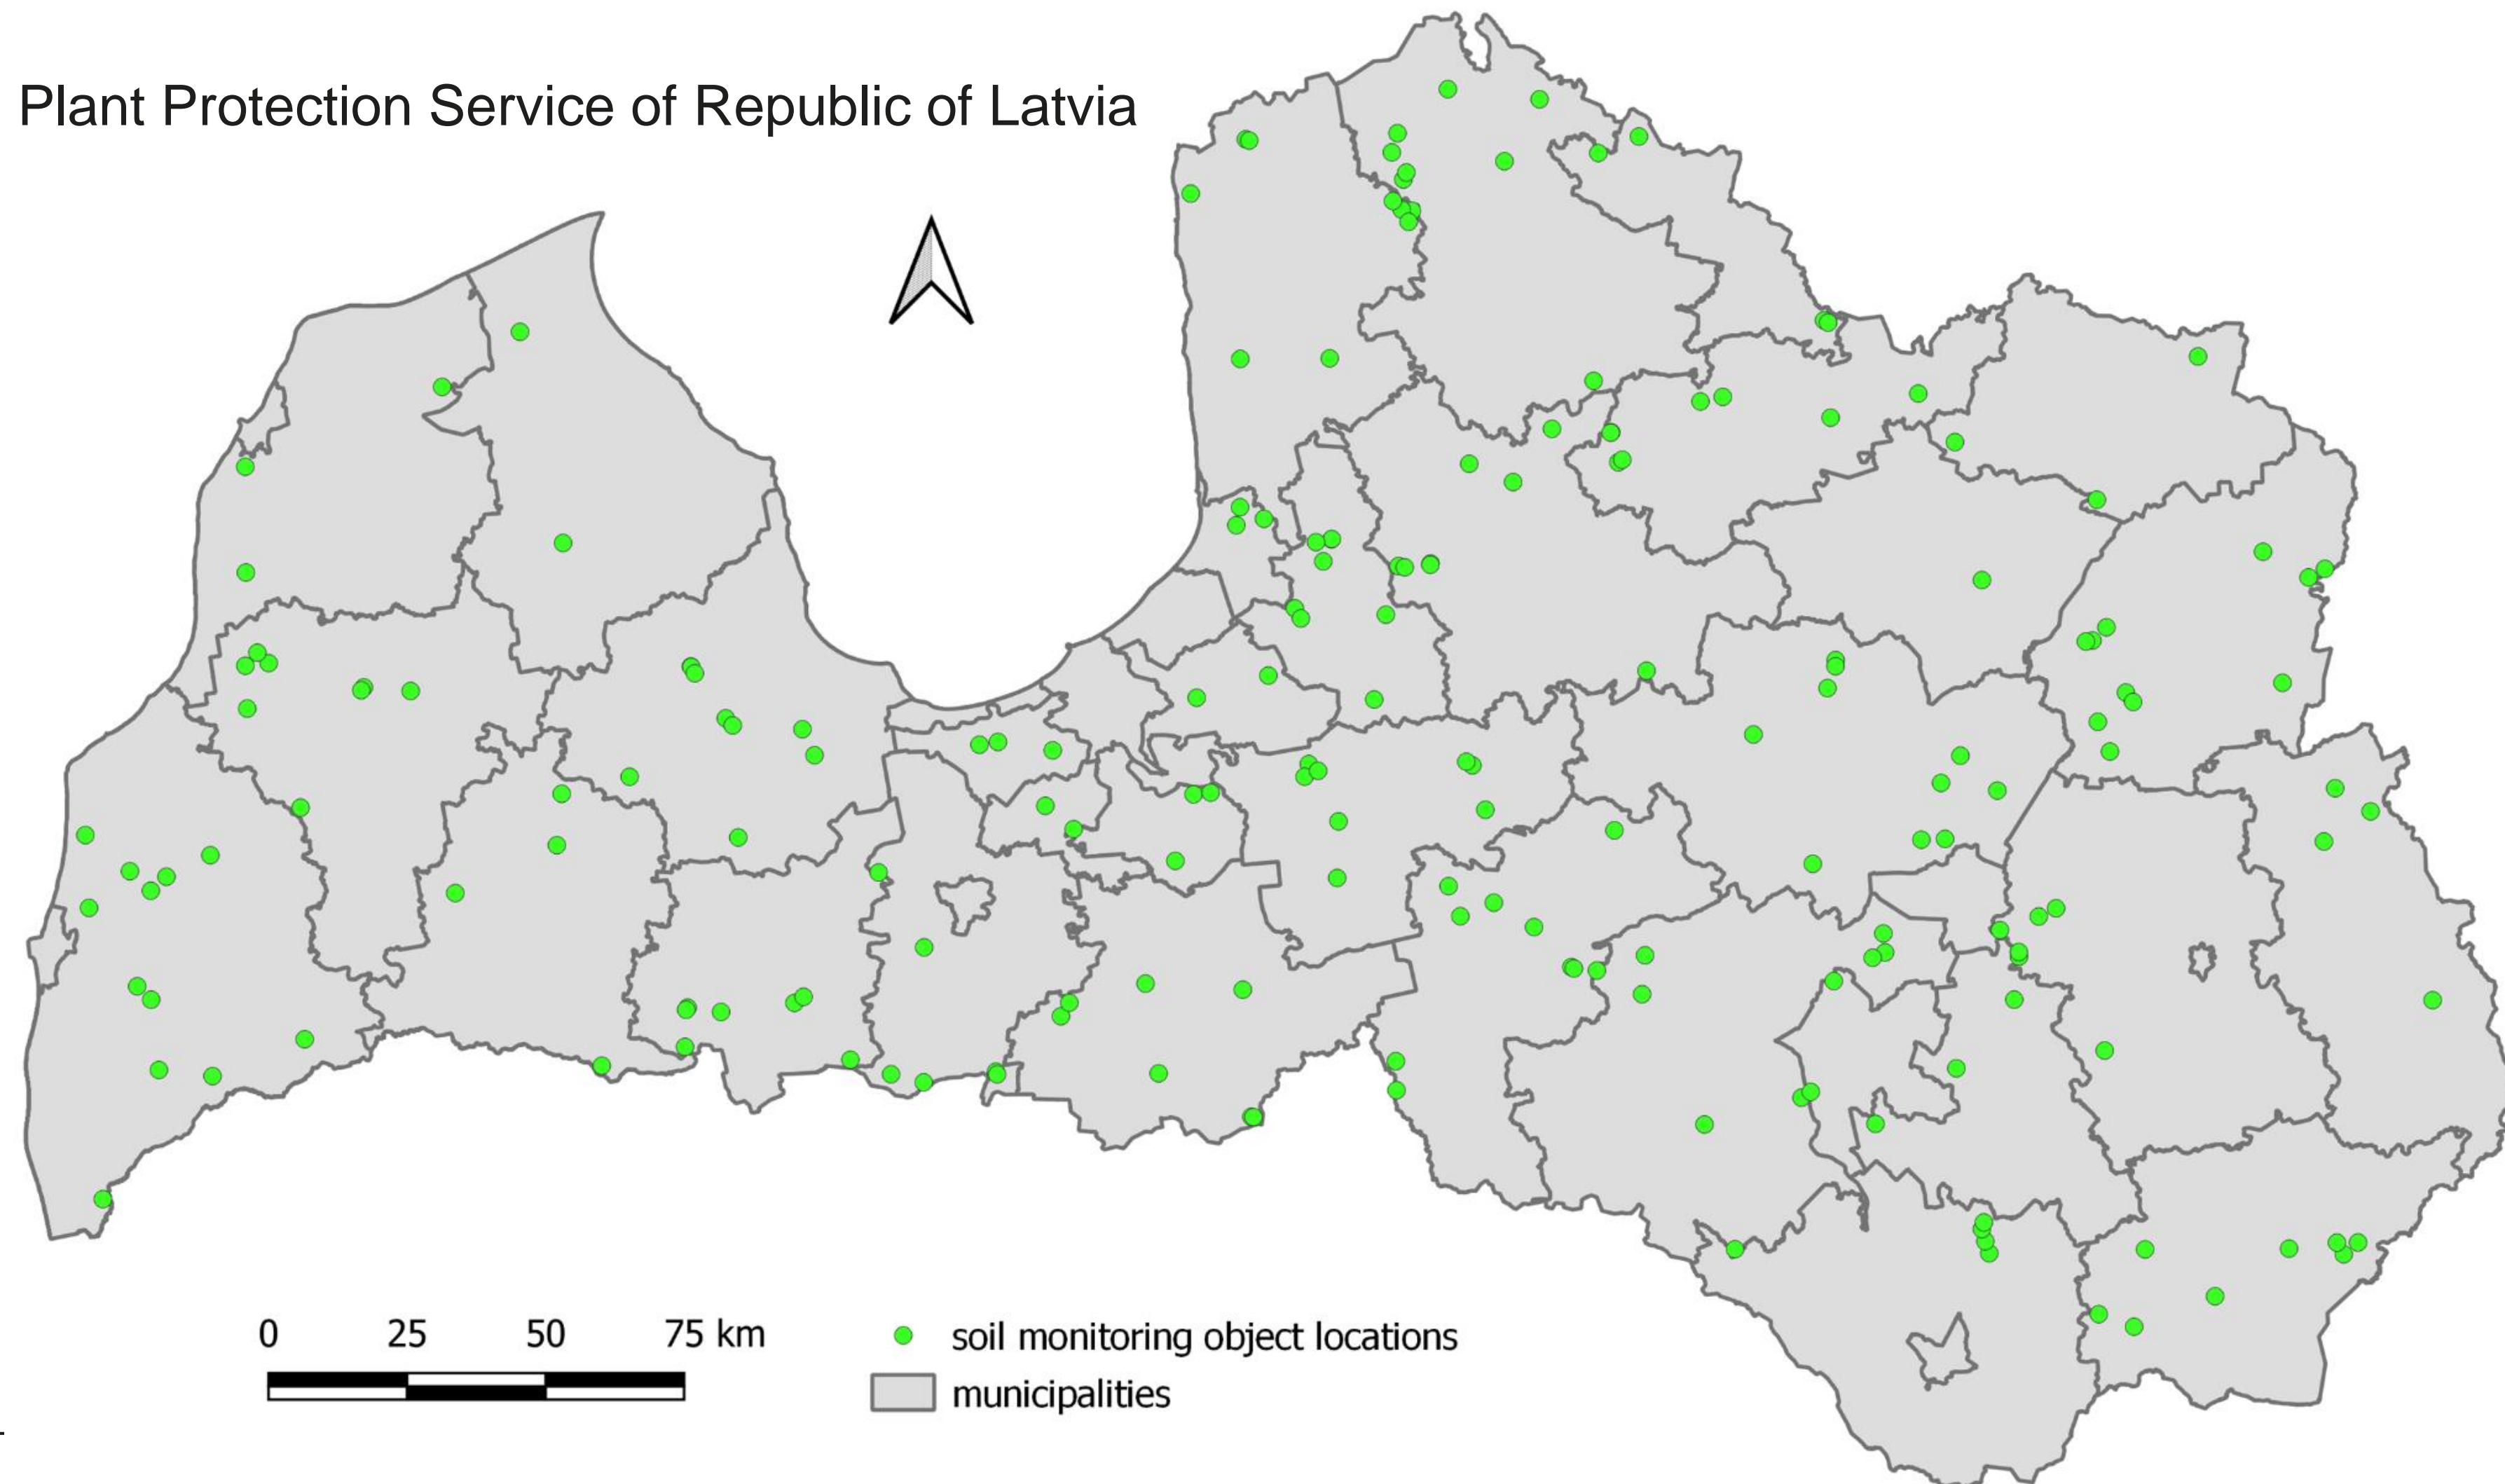 Plant Protection Service of Republic of Latvia
0 25 50 75 km
soil monitoring object locations
municipalities